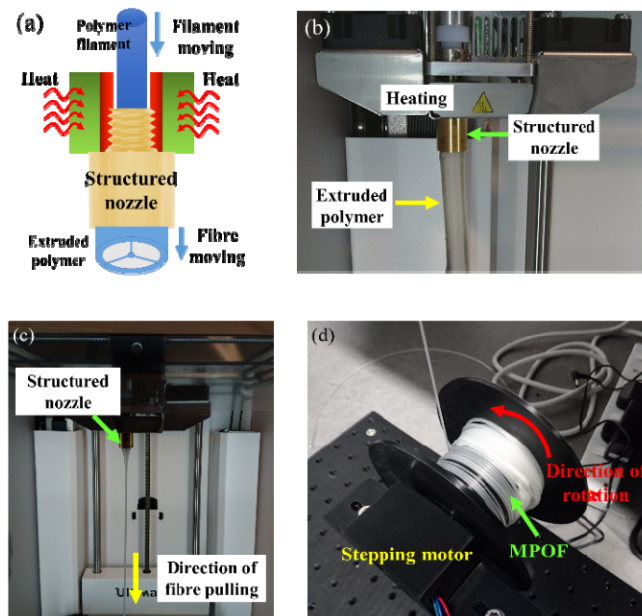 (a)
Polymer
filament
Filament
moving
Heat
Heat
Structured
nozzle
Extruded
polymer
Fibre
moving
(b)
Heating
Structured
nozzle
Extruded
polymer
(c)
Structured
nozzle
Direction of
fibre pulling
(d)
Direction of
rotation
MPOF
Stepping motor